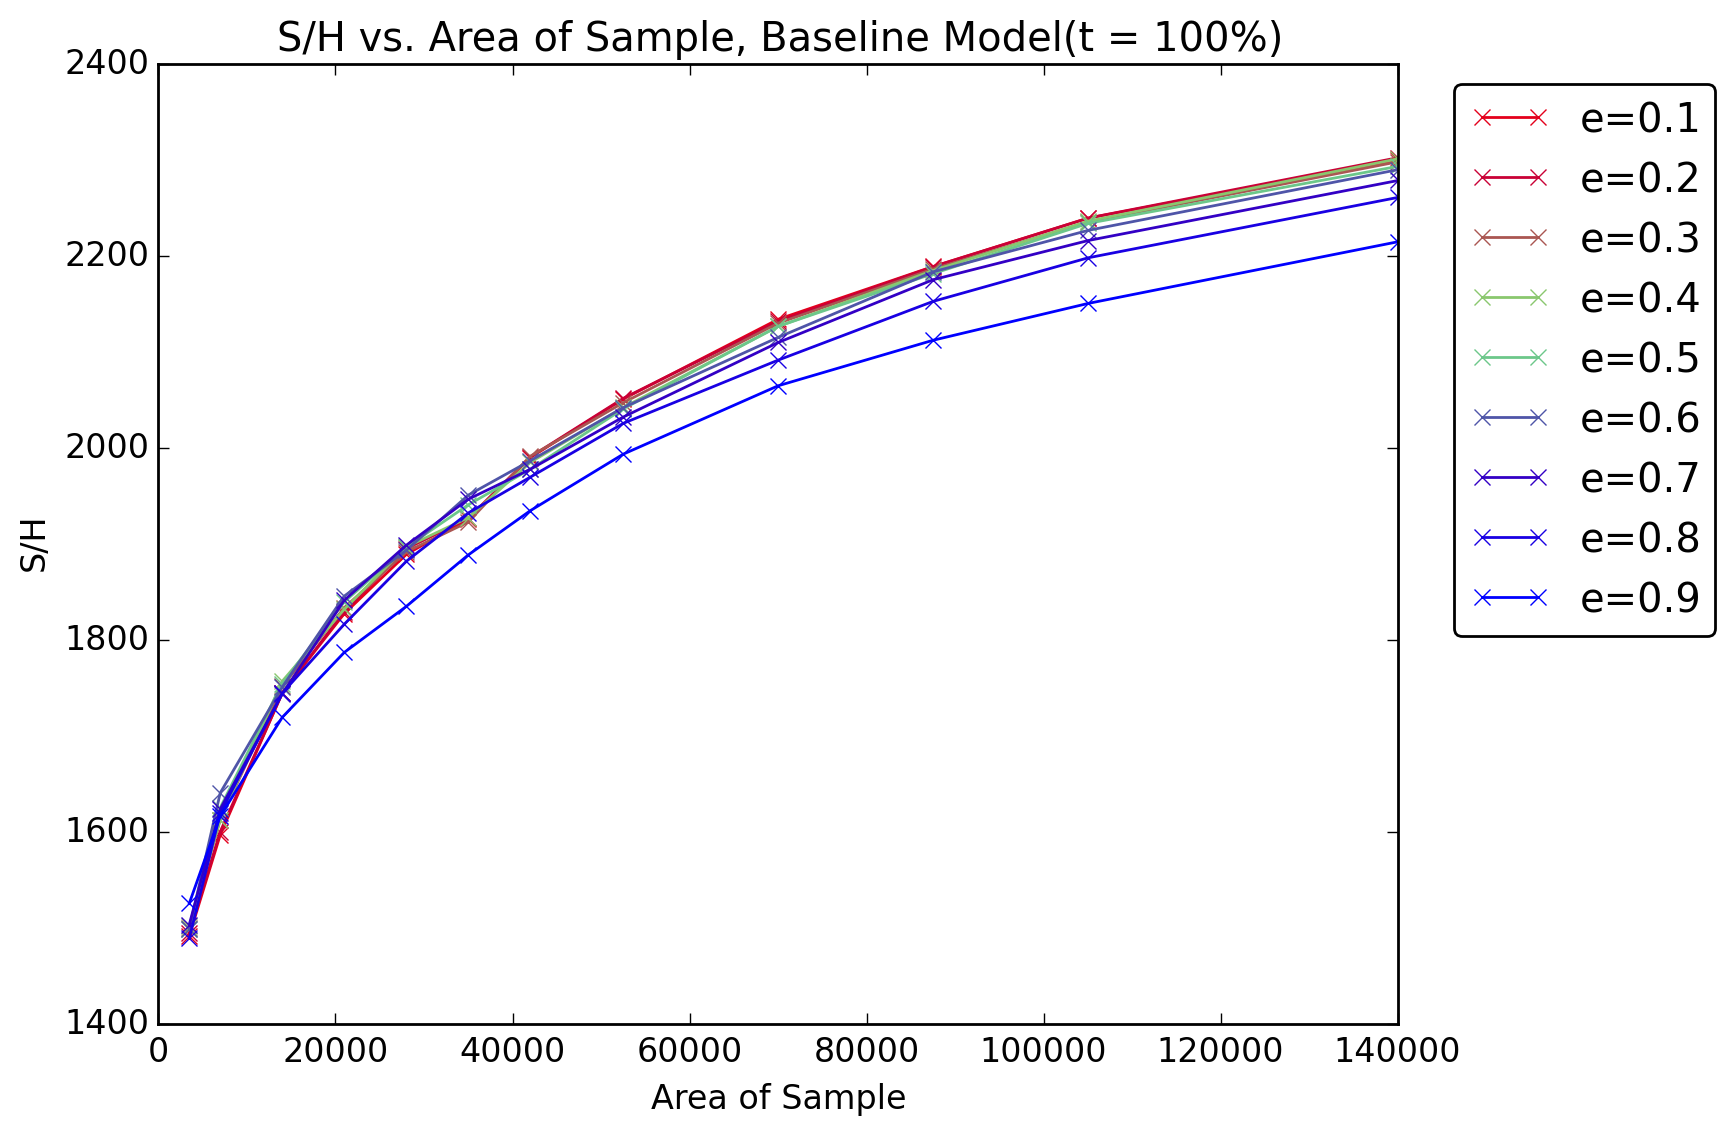 S/H vs. Area of Sample, Baseline Model(t = 100%)
2400
2200
2000
1800
1600
1400
S/H
0 20000 40000 60000 80000 100000 120000 140000
Area of Sample
e=0.1
e=0.2
e=0.3
e=0.4
e=0.5
e=0.6
e=0.7
e=0.8
e=0.9